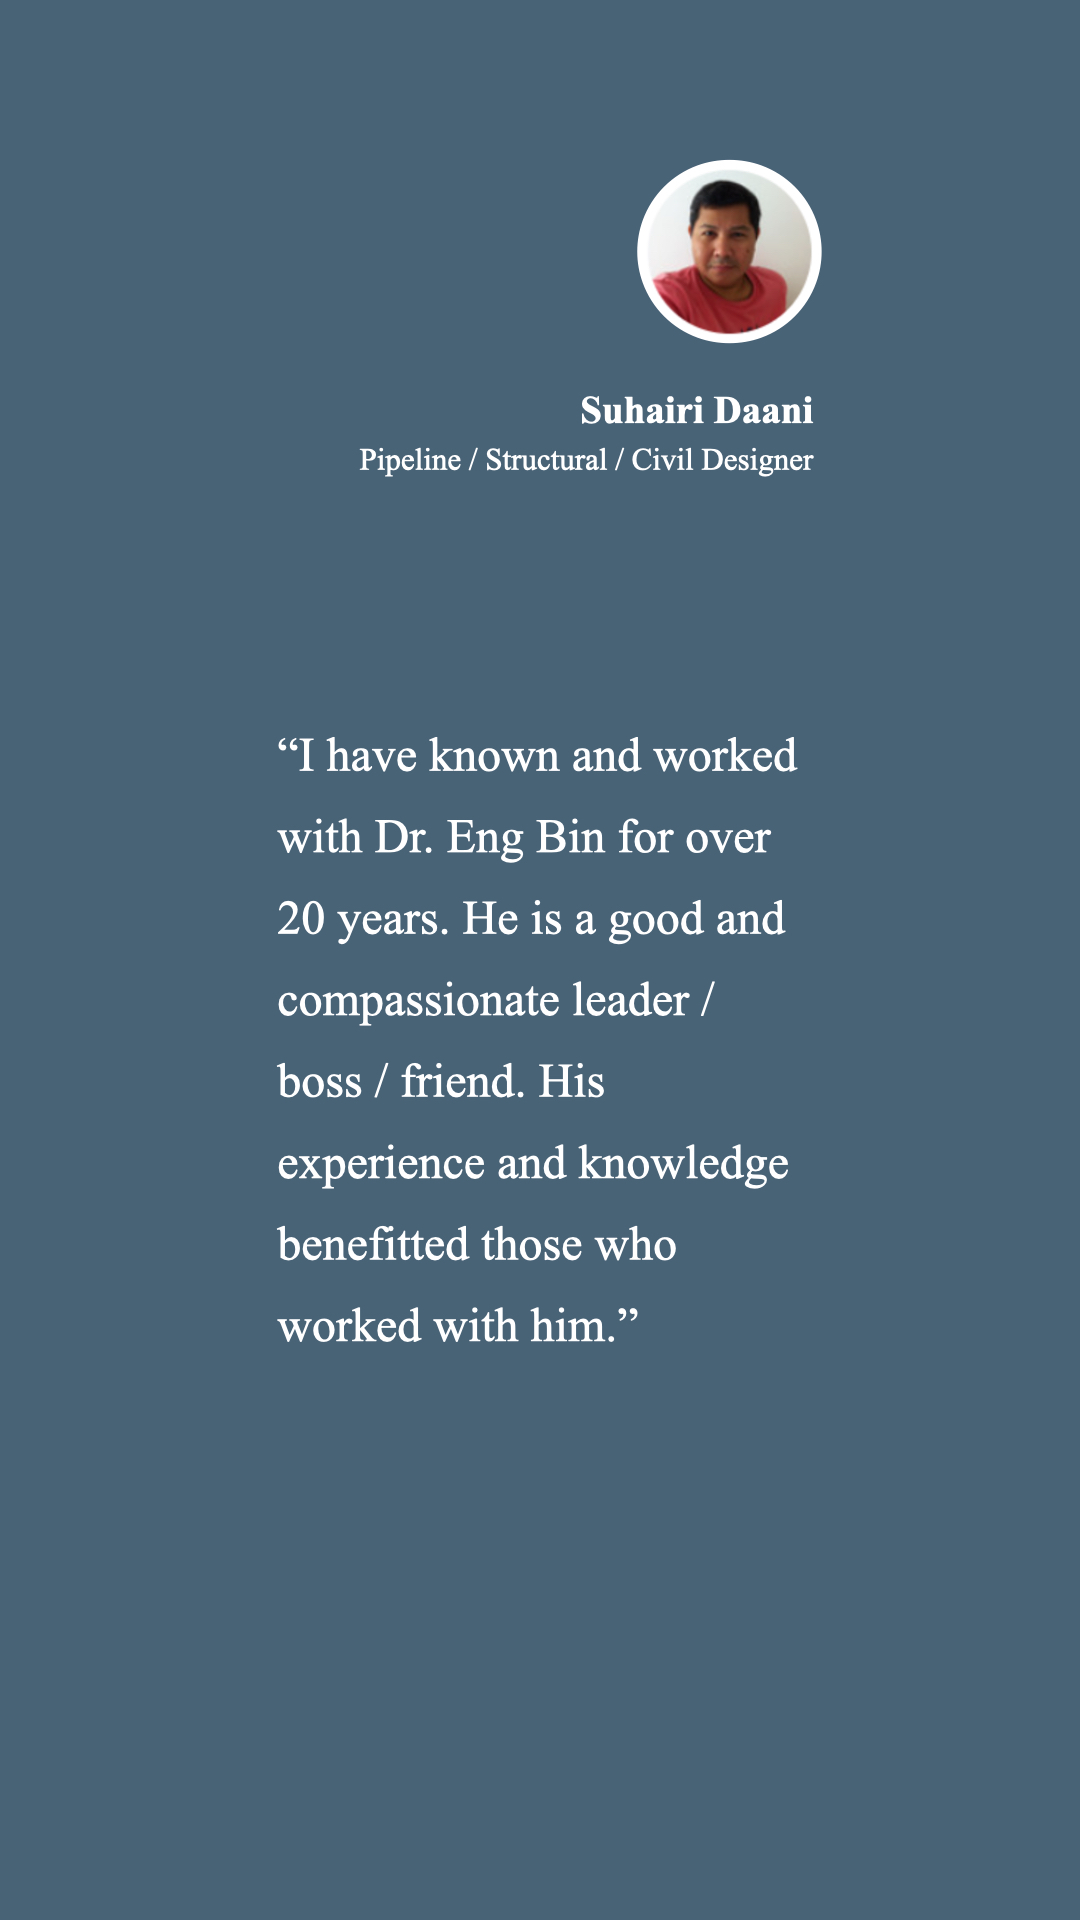 Suhairi Daani
Pipeline / Structural / Civil Designer
“I have known and worked
with Dr. Eng Bin for over
20 years. He is a good and
compassionate leader /
boss / friend. His
experience and knowledge
benefitted those who
worked with him.”